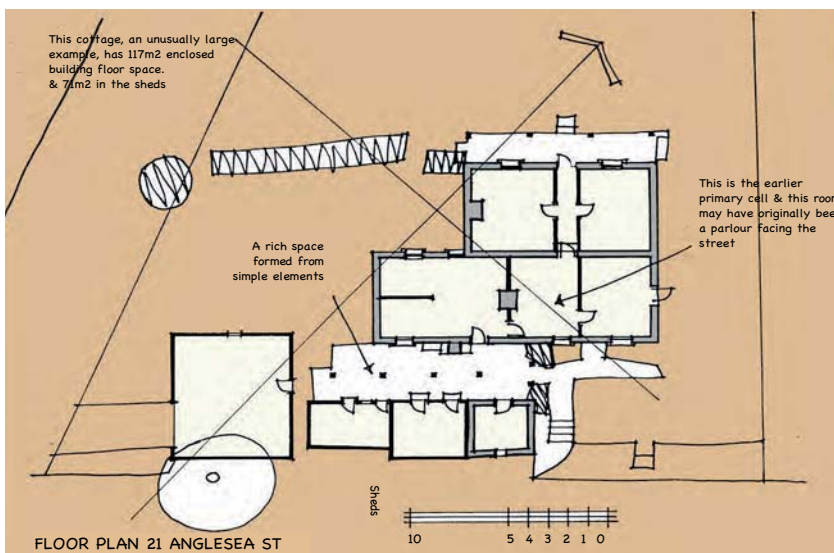 This cottage, an unusually large
example, has 117m2 enclosed
building floor space.
& 71m2 in the sheds
This is the earlier
primary cell & this room
may have originally bee
a parlour facing the
street
A rich space
formed from
simple elements
Sheds
10 5 4 3 2 1 0
FLOOR PLAN 21 ANGLESEA ST